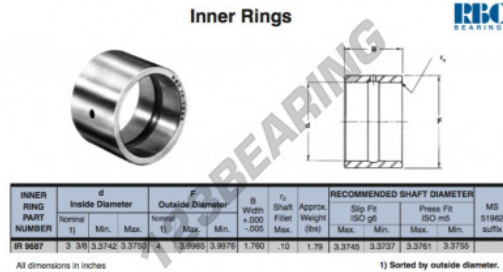 Inner Rings
RBC
BEARINGS
123BEARING
B
d
F
INNER RING PART NUMBER
d
Inside Diameter
F
Outside Diameter
B
Width
+.000
-.005
Shaft
Fillet
Max.
Approx.
Weight
(lbs)
RECOMMENDED SHAFT DIAMETER
Slip Fit
ISO g6
Press Fit
ISO m5
MS
51962
suffix
Nominal 1) Min. Max. Nominal 1) Max. Min. Max. Min. Max. Min.
IR 9687 3 3/8 3.3742 3.3750 4 3.9985 3.9976 1.760 .10 1.79 3.3745 3.3737 3.3761 3.3755
All dimensions in inches
1) Sorted by outside diameter.